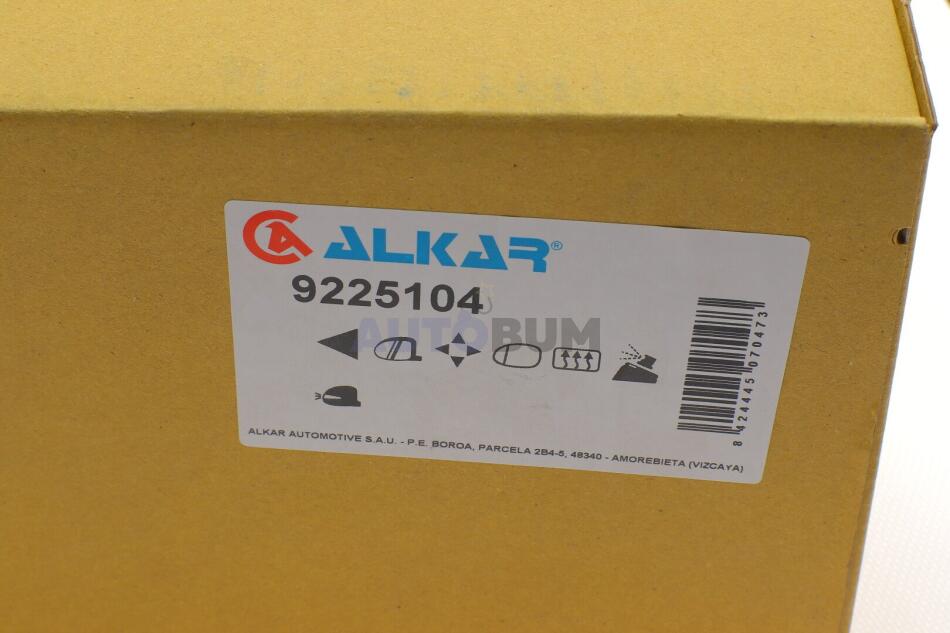 ALKAR®
9225104
AUTOBUM
8 424445 070473
ALKAR AUTOMOTIVE S.A.U. - P.E. BOROA, PARCELA 2B4-5, 48340 - AMOREBIETA (VIZCAYA)